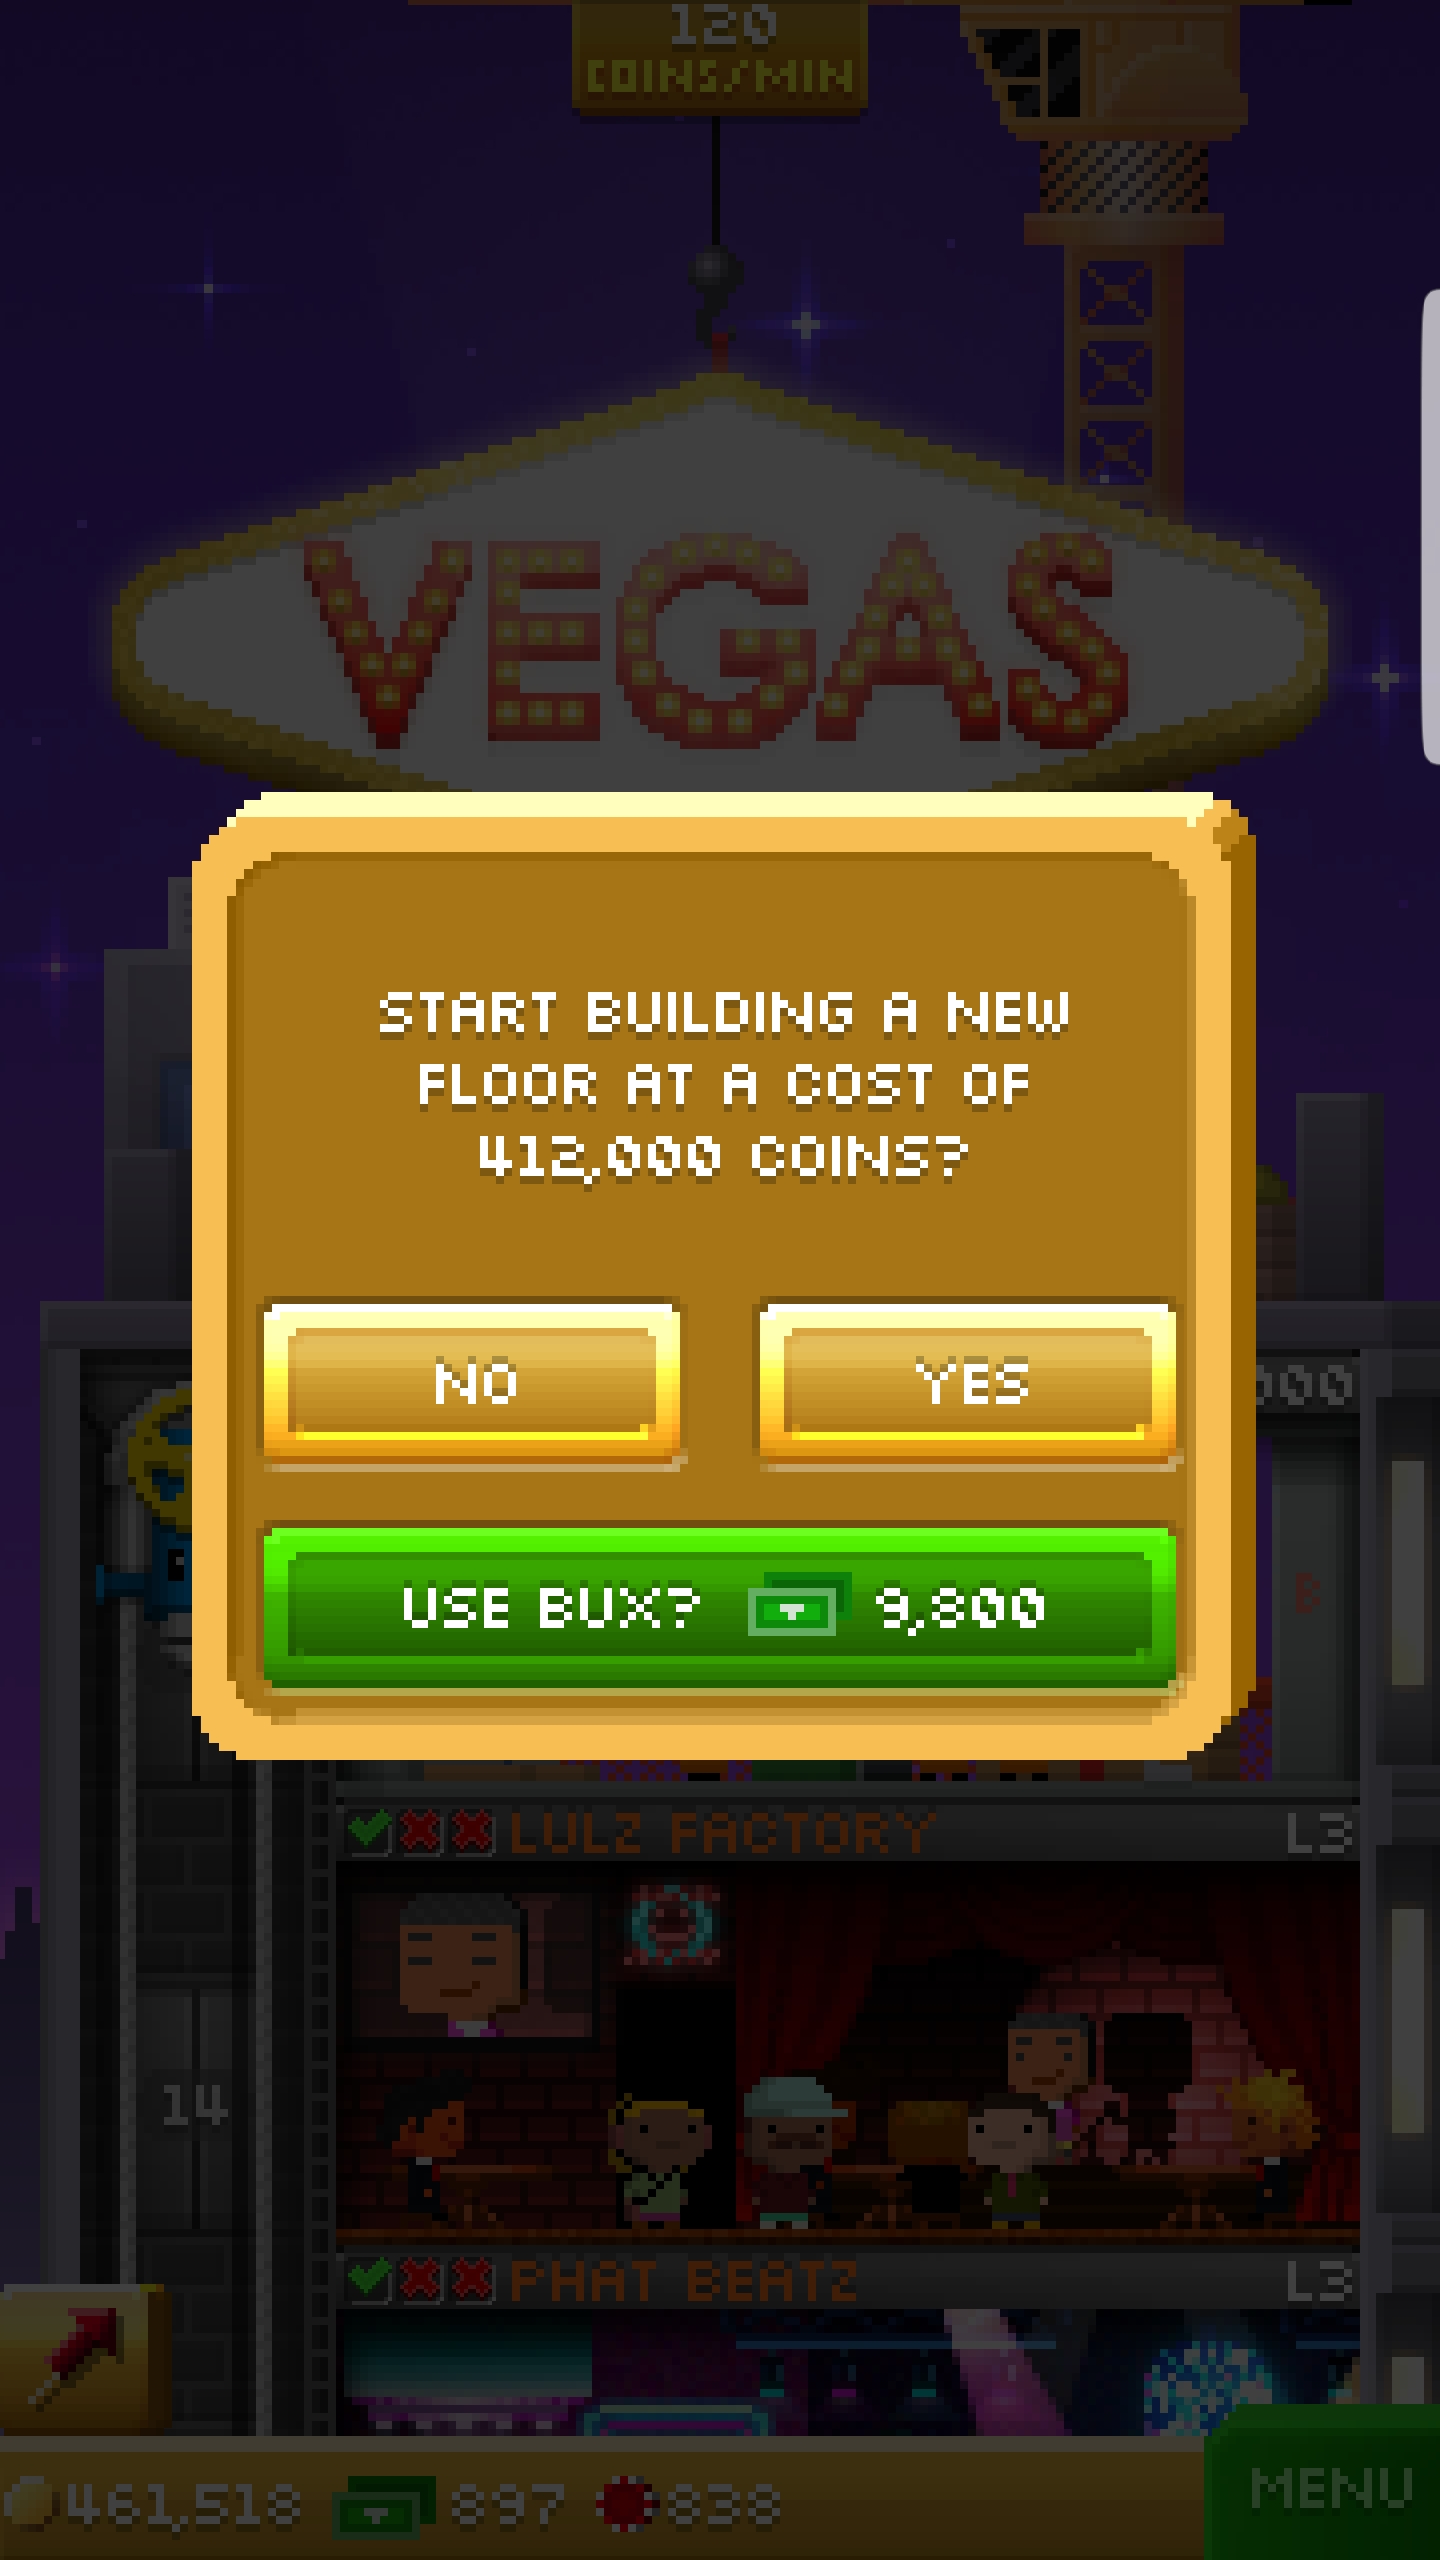 120
COINS/MIN
VEGAS
START BUILDING A NEW
FLOOR AT A COST OF
412,000 COINS?
NO
YES
000
USE BUX? 9,800
B
LULZ FACTORY L3
14
PHAT BEATZ L3
461,518 897 838
MENU